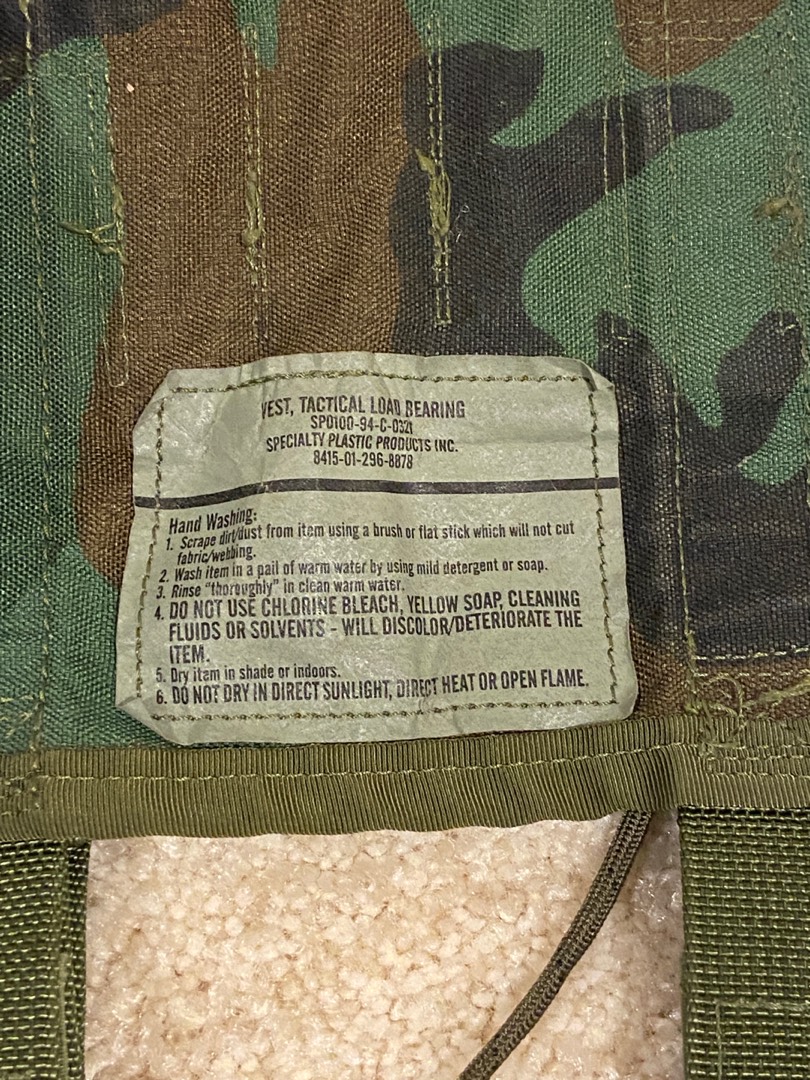 VEST, TACTICAL LOAD BEARING
SP0100-94-C-0321
SPECIALTY PLASTIC PRODUCTS INC.
8415-01-296-8878
Hand Washing:
1. Scrape dirt/dust from item using a brush or flat stick which will not cut
fabric/webbing.
2. Wash item in a pail of warm water by using mild detergent or soap.
3. Rinse "thoroughly" in clean warm water.
4. DO NOT USE CHLORINE BLEACH, YELLOW SOAP, CLEANING
FLUIDS OR SOLVENTS - WILL DISCOLOR/DETERIORATE THE
ITEM.
5. Dry item in shade or indoors.
6. DO NOT DRY IN DIRECT SUNLIGHT, DIRECT HEAT OR OPEN FLAME.